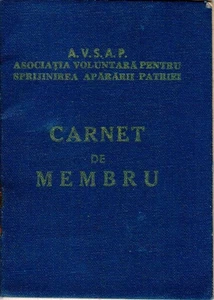 A.V.S.A.P.
ASOCIAȚIA VOLUNTARĂ PENTRU
SPRIJINIREA APĂRĂRII PATRIEI
CARNET
DE
MEMBRU